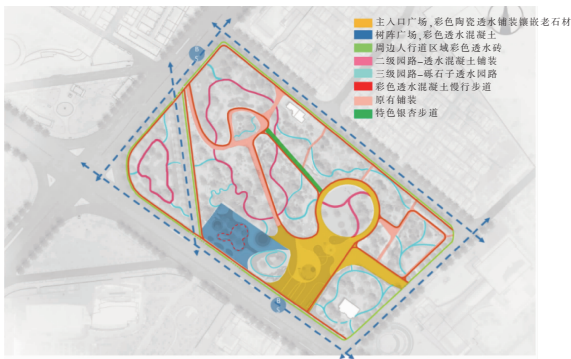 主入口广场,彩色陶瓷透水铺装镶嵌老石材
树阵广场,彩色透水混凝土
周边人行道区域彩色透水砖
二级园路-透水混凝土铺装
三级园路-砾石子透水园路
彩色透水混凝土慢行步道
原有铺装
特色银杏步道